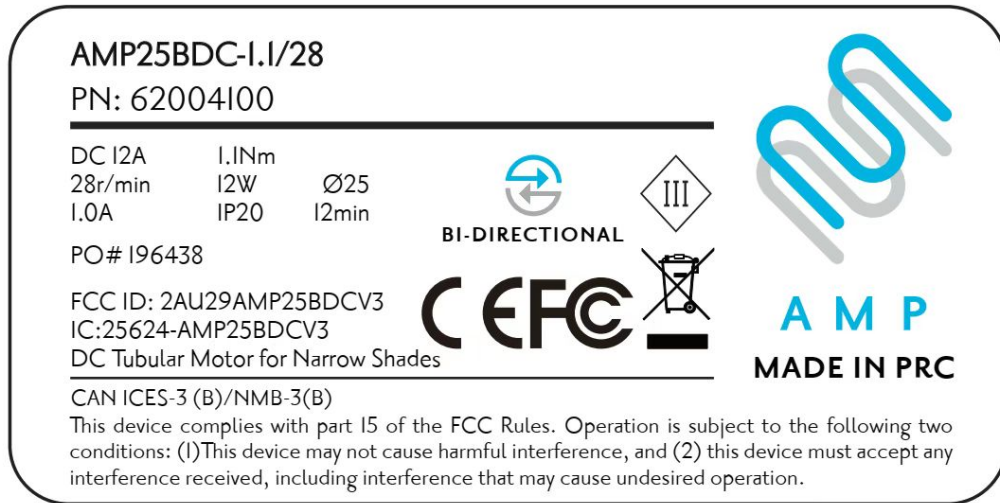 AMP25BDC-1.1/28
PN: 62004100
DC 12A 1.1Nm
28r/min 12W Ø25
1.0A IP20 12min
PO# 196438
BI-DIRECTIONAL
III
FCC ID: 2AU29AMP25BDCV3
IC:25624-AMP25BDCV3
DC Tubular Motor for Narrow Shades
CE FC
AMP
MADE IN PRC
CAN ICES-3 (B)/NMB-3(B)
This device complies with part 15 of the FCC Rules. Operation is subject to the following two
conditions: (1)This device may not cause harmful interference, and (2) this device must accept any
interference received, including interference that may cause undesired operation.